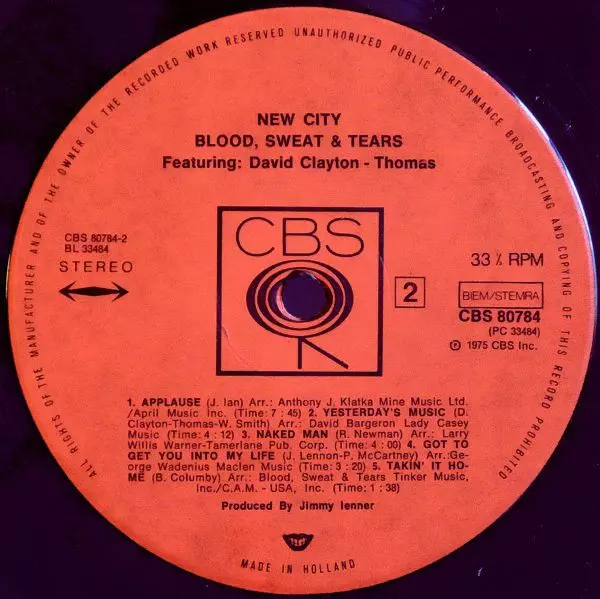 ALL RIGHTS OF THE MANUFACTURER AND OF THE OWNER OF THE RECORDED WORK RESERVED UNAUTHORIZED PUBLIC PERFORMANCE BROADCASTING AND COPYING OF THIS RECORD PROHIBITED
NEW CITY
BLOOD, SWEAT & TEARS
Featuring: David Clayton - Thomas
CBS
CBS 80784-2
BL 33484
STEREO
2
33 ⅓ RPM
BIEM/STEMRA
CBS 80784
(PC 33484)
℗ 1975 CBS Inc.
1. APPLAUSE (J. Ian) Arr.: Anthony J. Klatka Mine Music Ltd.
/April Music Inc. (Time: 7 : 45) 2. YESTERDAY'S MUSIC (D.
Clayton-Thomas-W. Smith) Arr.: David Bargeron Lady Casey
Music (Time: 4 : 12) 3. NAKED MAN (R. Newman) Arr.: Larry
Willis Warner-Tamerlane Pub. Corp. (Time: 4 : 00) 4. GOT TO
GET YOU INTO MY LIFE (J. Lennon-P. McCartney) Arr.:Ge-
orge Wadenius Maclen Music (Time: 3 : 20) 5. TAKIN' IT HO-
ME (B. Columby) Arr.: Blood, Sweat & Tears Tinker Music,
Inc./C.A.M. - USA, Inc. (Time: 1 : 38)
Produced By Jimmy Ienner
MADE IN HOLLAND